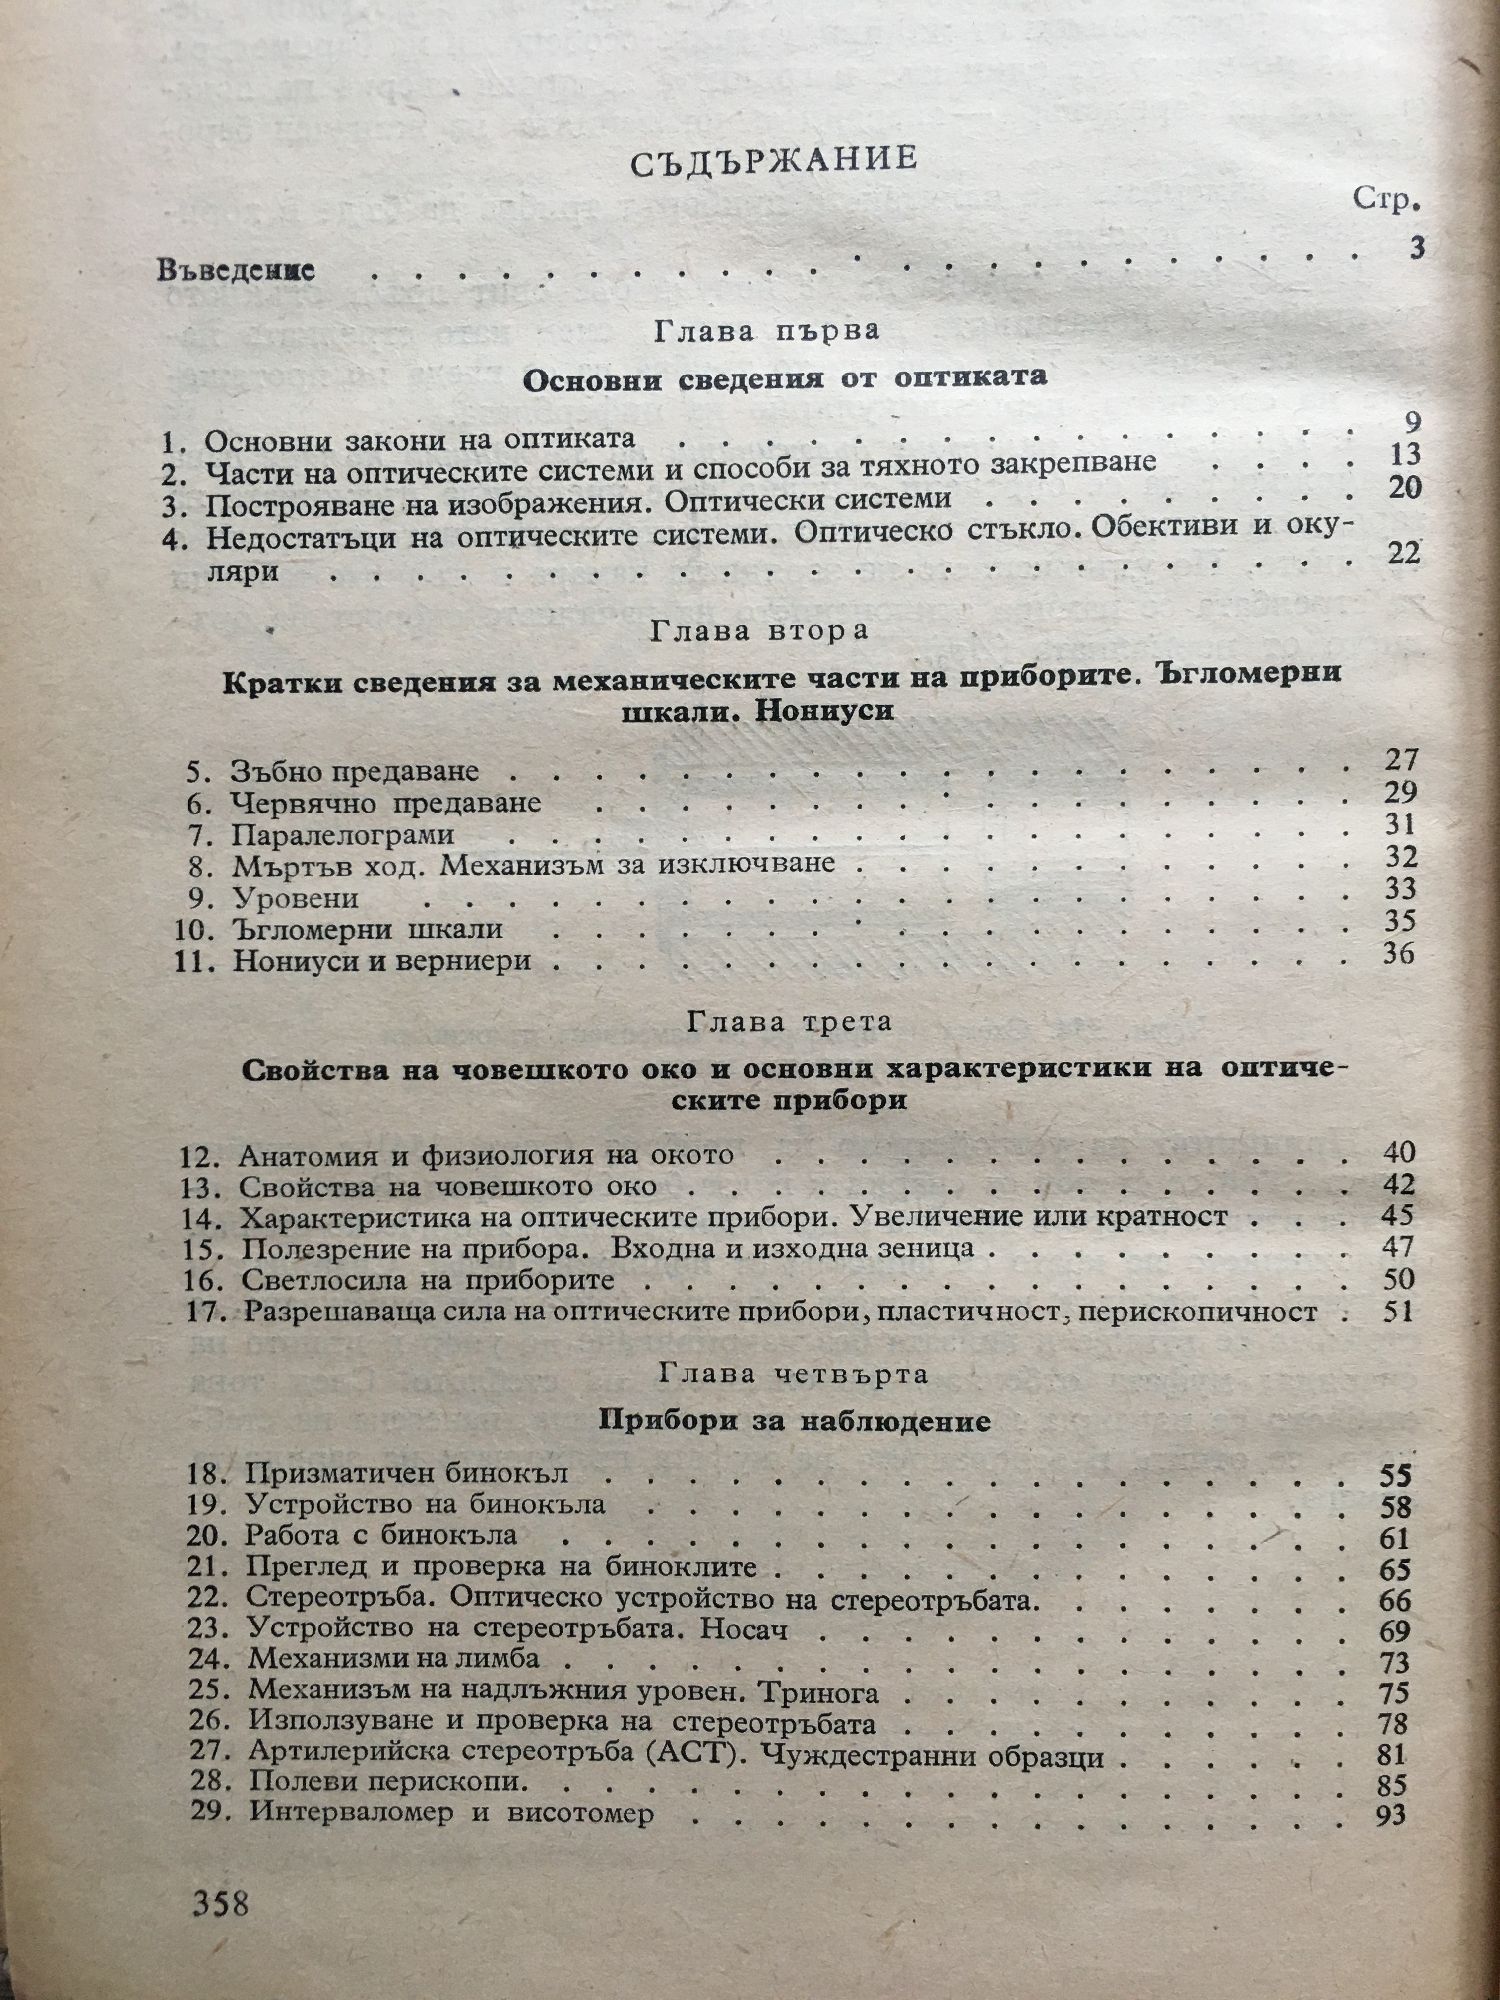 СЪДЪРЖАНИЕ
Стр.
Въведение . . . . . . . . . . . . . . . . . . . . . . . 3
Глава първа
Основни сведения от оптиката
1. Основни закони на оптиката . . . . . . . . . . . . . . . . 9
2. Части на оптическите системи и способи за тяхното закрепване . . . . 13
3. Построяване на изображения. Оптически системи . . . . . . . . . 20
4. Недостатъци на оптическите системи. Оптическо стъкло. Обективи и оку-
ляри . . . . . . . . . . . . . . . . . . . . . . . . 22
Глава втора
Кратки сведения за механическите части на приборите. Ъгломерни
шкали. Нониуси
5. Зъбно предаване . . . . . . . . . . . . . . . . . . . . 27
6. Червячно предаване . . . . . . . . . . . . . . . . . . 29
7. Паралелограми . . . . . . . . . . . . . . . . . . . . 31
8. Мъртъв ход. Механизъм за изключване . . . . . . . . . . . . 32
9. Уровени . . . . . . . . . . . . . . . . . . . . . . 33
10. Ъгломерни шкали . . . . . . . . . . . . . . . . . . . 35
11. Нониуси и верниери . . . . . . . . . . . . . . . . . . . 36
Глава трета
Свойства на човешкото око и основни характеристики на оптиче-
ските прибори
12. Анатомия и физиология на окото . . . . . . . . . . . . . . 40
13. Свойства на човешкото око . . . . . . . . . . . . . . . . 42
14. Характеристика на оптическите прибори. Увеличение или кратност . . . 45
15. Полезрение на прибора. Входна и изходна зеница . . . . . . . . . 47
16. Светлосила на приборите . . . . . . . . . . . . . . . . . 50
17. Разрешаваща сила на оптическите прибори, пластичност, перископичност . 51
Глава четвърта
Прибори за наблюдение
18. Призматичен бинокъл . . . . . . . . . . . . . . . . . . 55
19. Устройство на бинокъла . . . . . . . . . . . . . . . . . 58
20. Работа с бинокъла . . . . . . . . . . . . . . . . . . . 61
21. Преглед и проверка на биноклите . . . . . . . . . . . . . . 65
22. Стереотръба. Оптическо устройство на стереотръбата. . . . . . . . 66
23. Устройство на стереотръбата. Носач . . . . . . . . . . . . . 69
24. Механизми на лимба . . . . . . . . . . . . . . . . . . . 73
25. Механизъм на надлъжния уровен. Тринога . . . . . . . . . . . 75
26. Използуване и проверка на стереотръбата . . . . . . . . . . . 78
27. Артилерийска стереотръба (АСТ). Чуждестранни образци . . . . . . 81
28. Полеви перископи. . . . . . . . . . . . . . . . . . . . 85
29. Интерваломер и висотомер . . . . . . . . . . . . . . . . 93
358